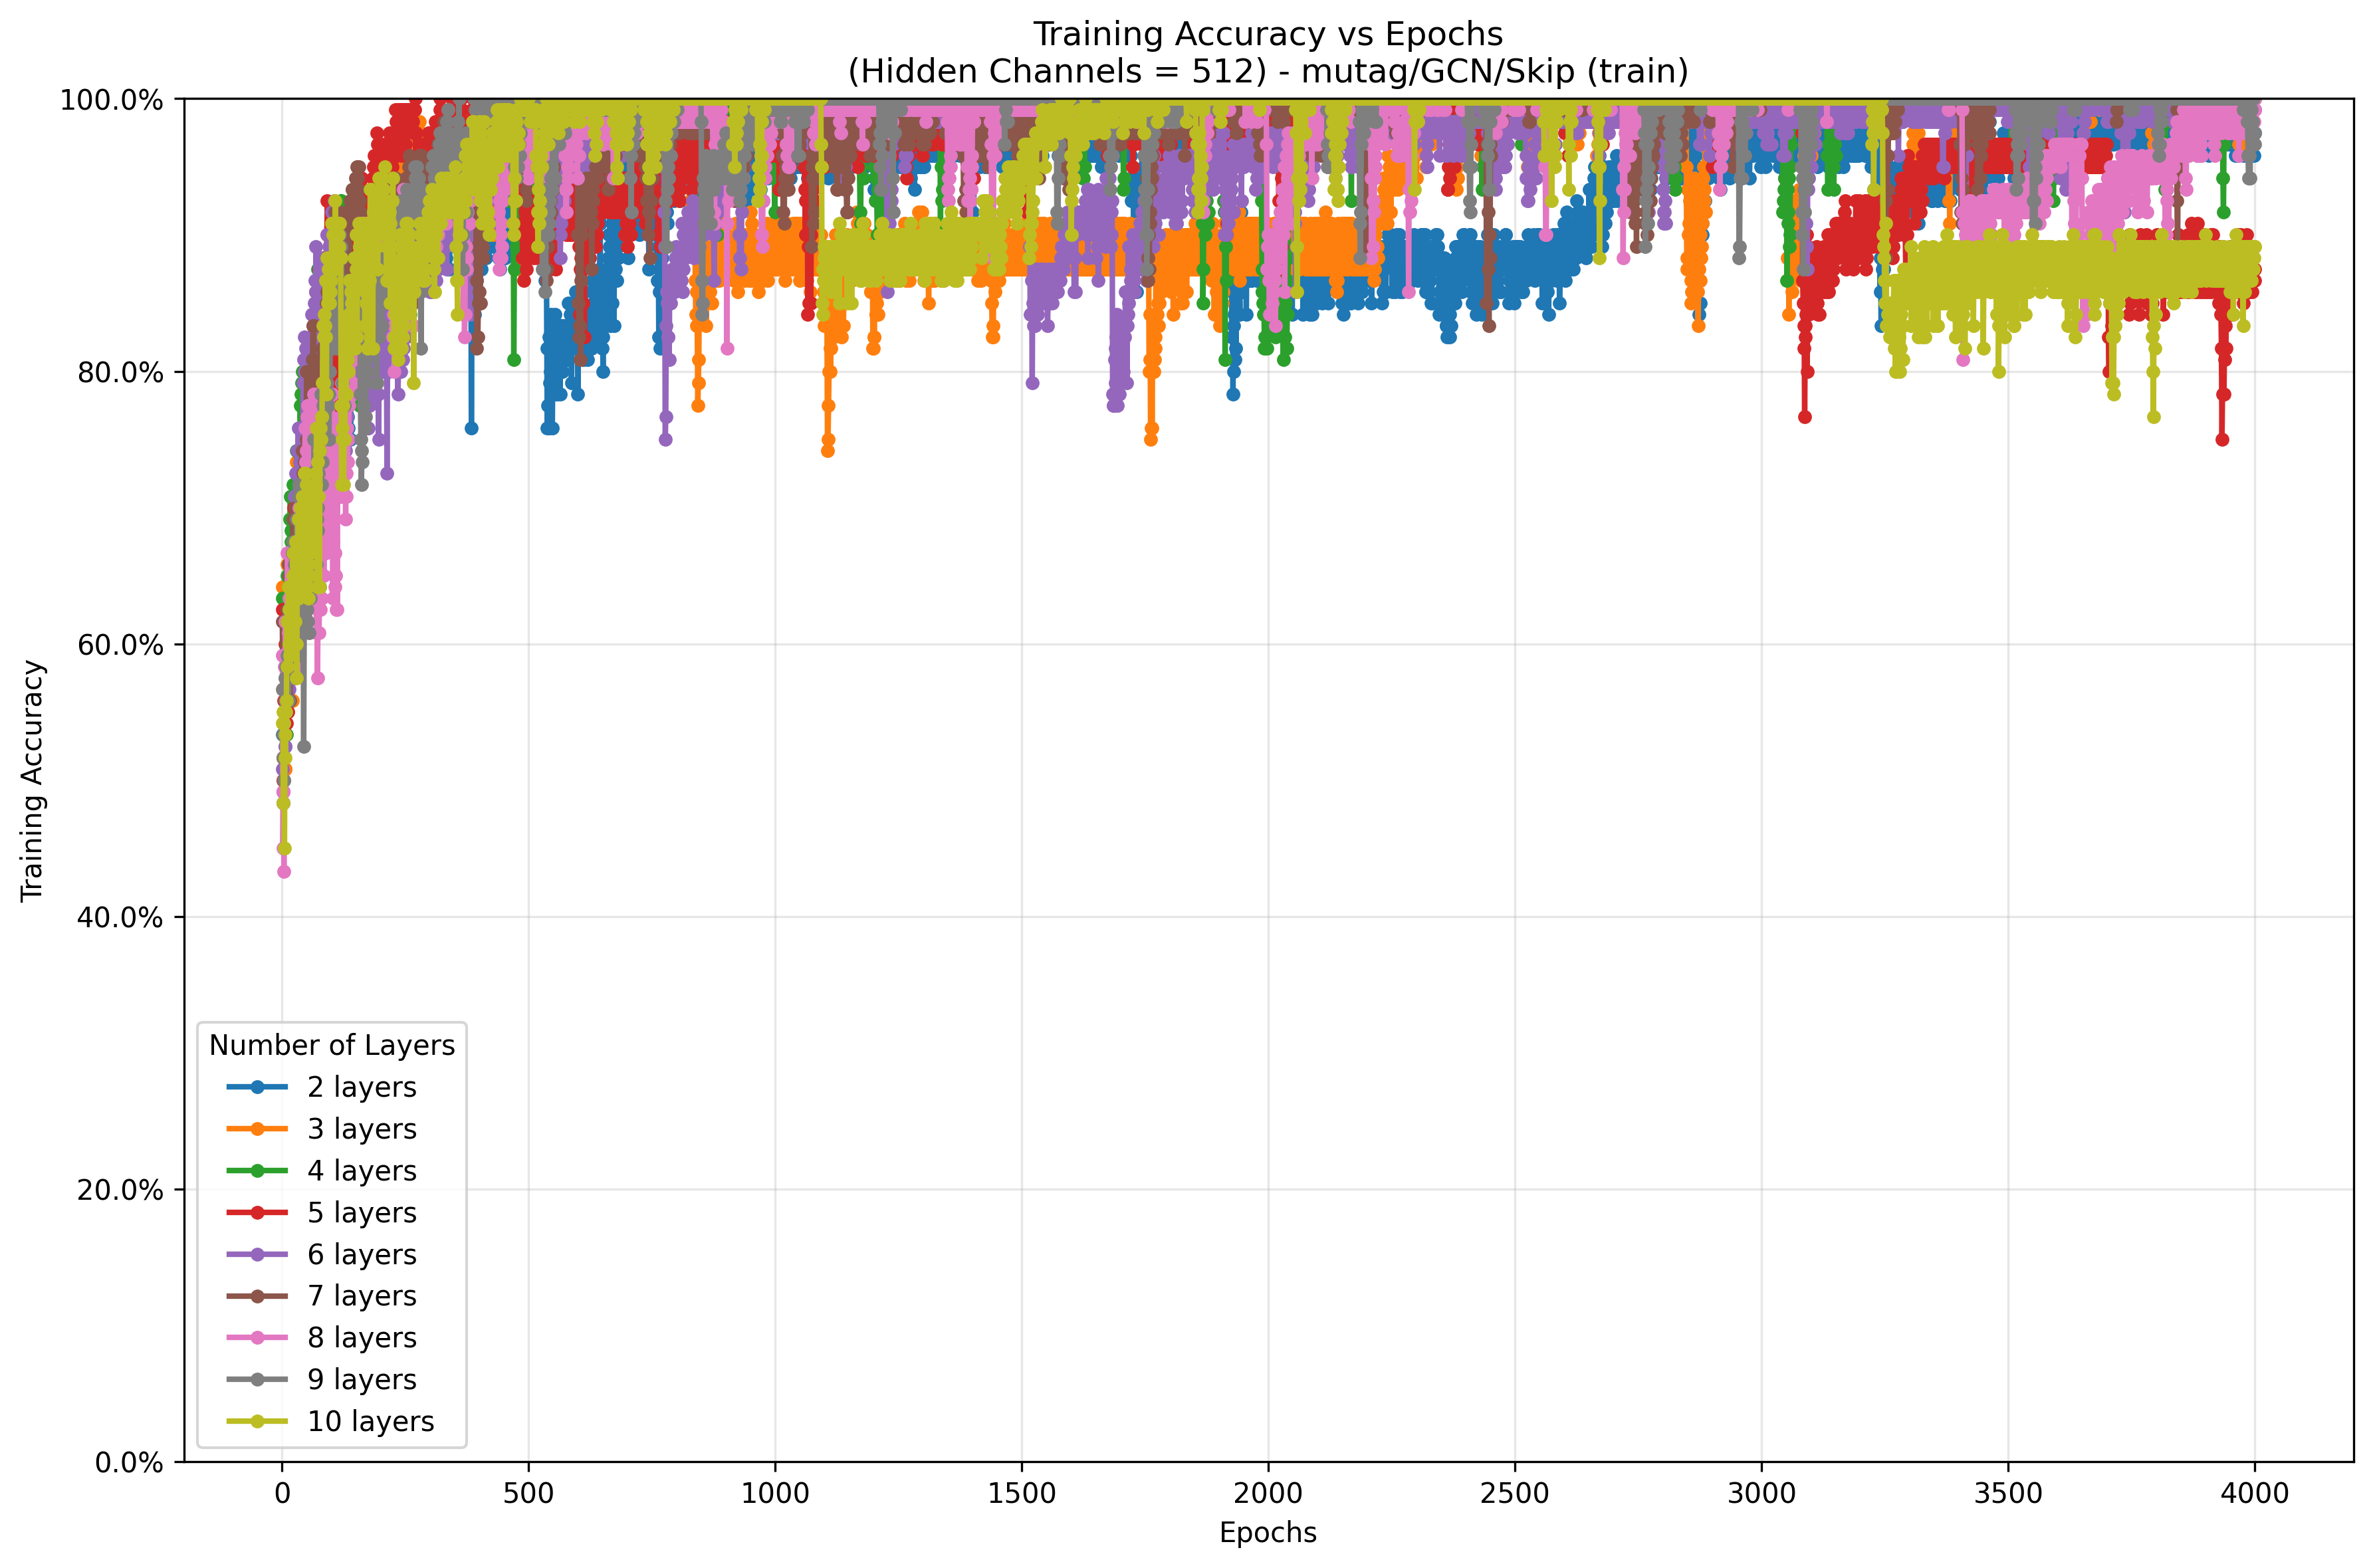 Training Accuracy vs Epochs
(Hidden Channels = 512) - mutag/GCN/Skip (train)
100.0%
80.0%
60.0%
40.0%
20.0%
0.0%
Training Accuracy
Number of Layers
2 layers
3 layers
4 layers
5 layers
6 layers
7 layers
8 layers
9 layers
10 layers
0 500 1000 1500 2000 2500 3000 3500 4000
Epochs